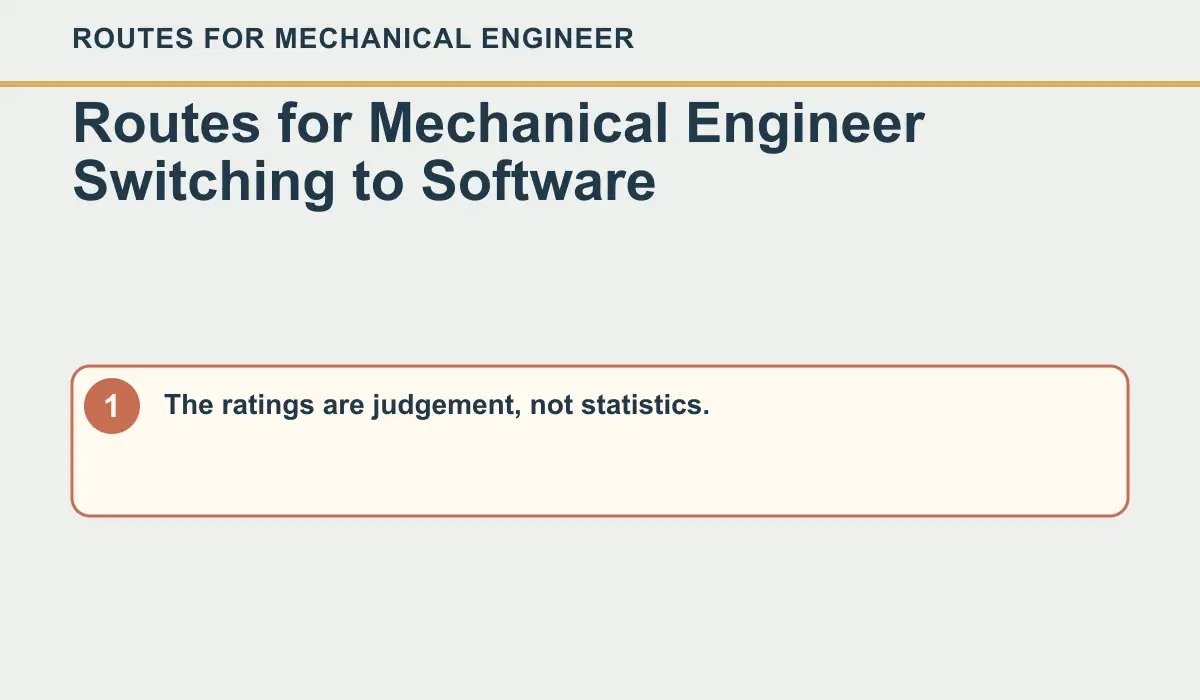 ROUTES FOR MECHANICAL ENGINEER
Routes for Mechanical Engineer
Switching to Software
1 The ratings are judgement, not statistics.